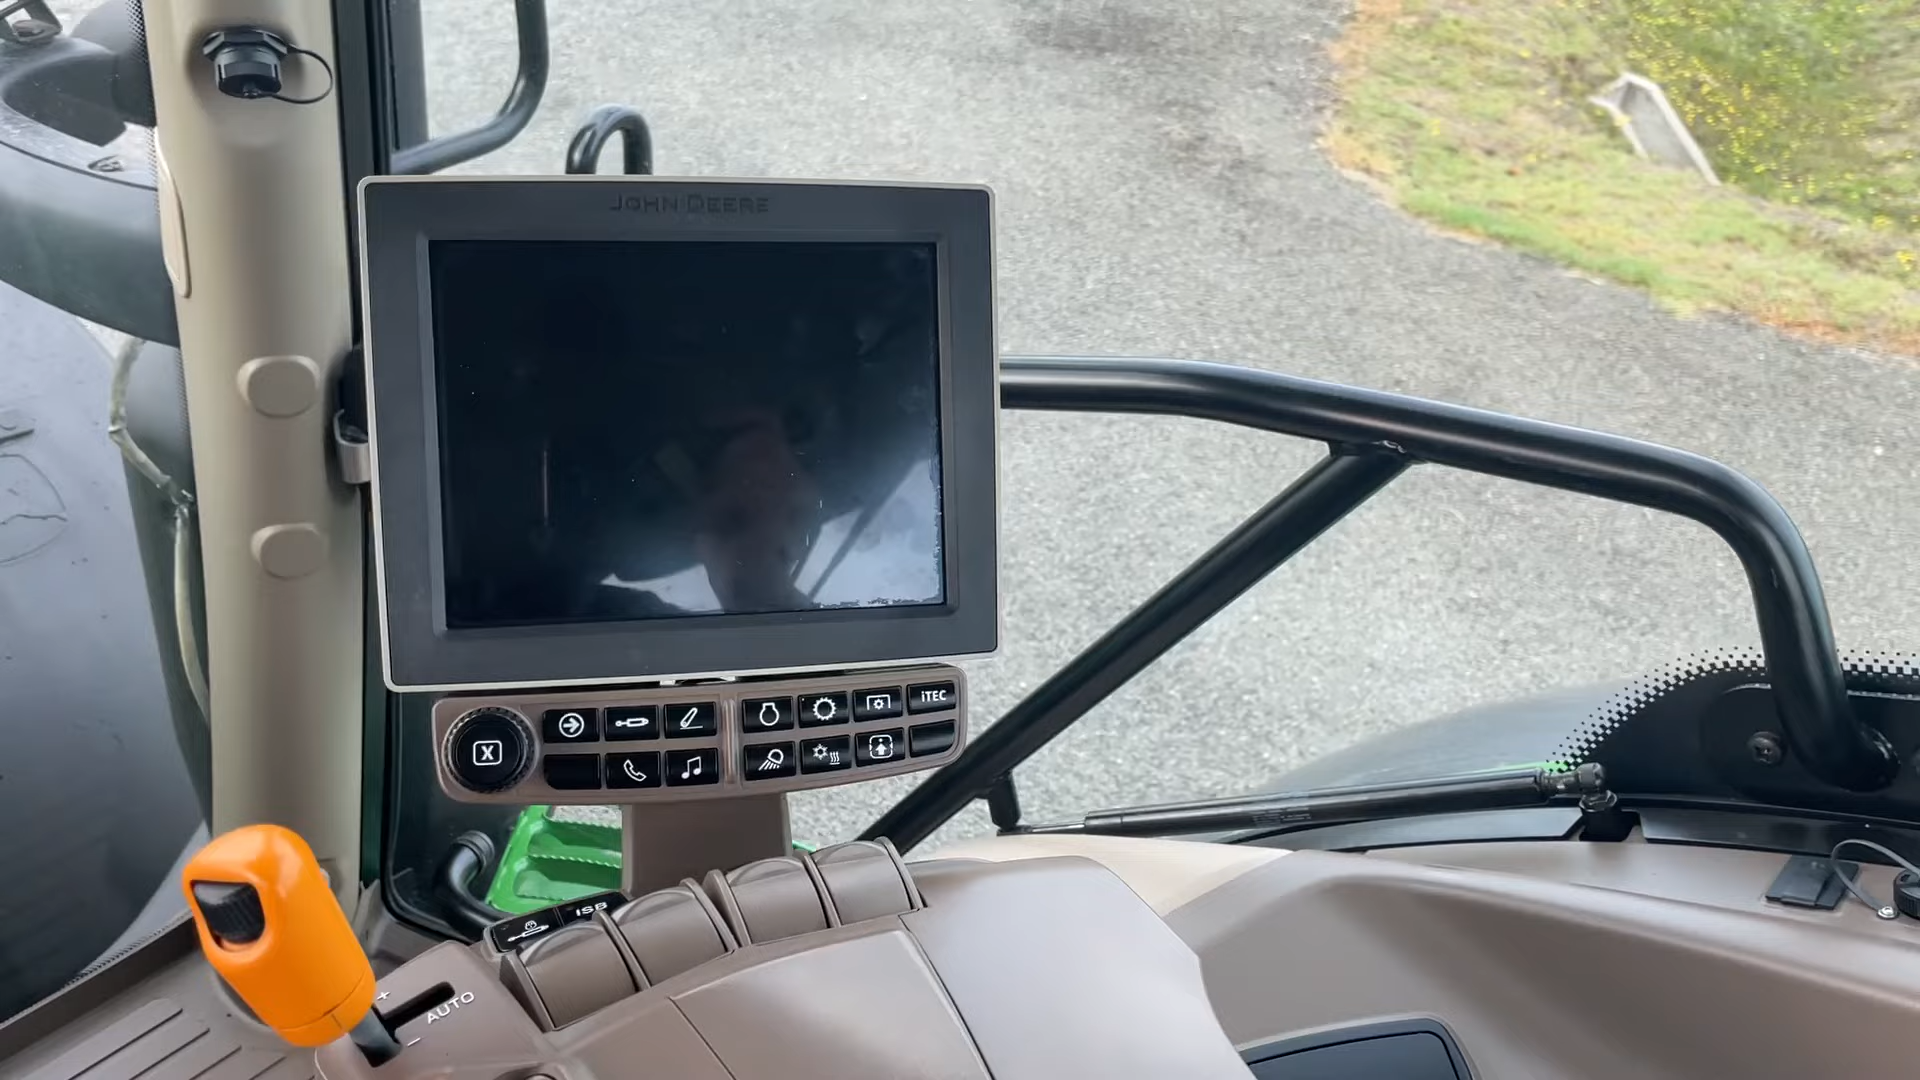 JOHN DEERE
iTEC
X
ISB
+
AUTO
-